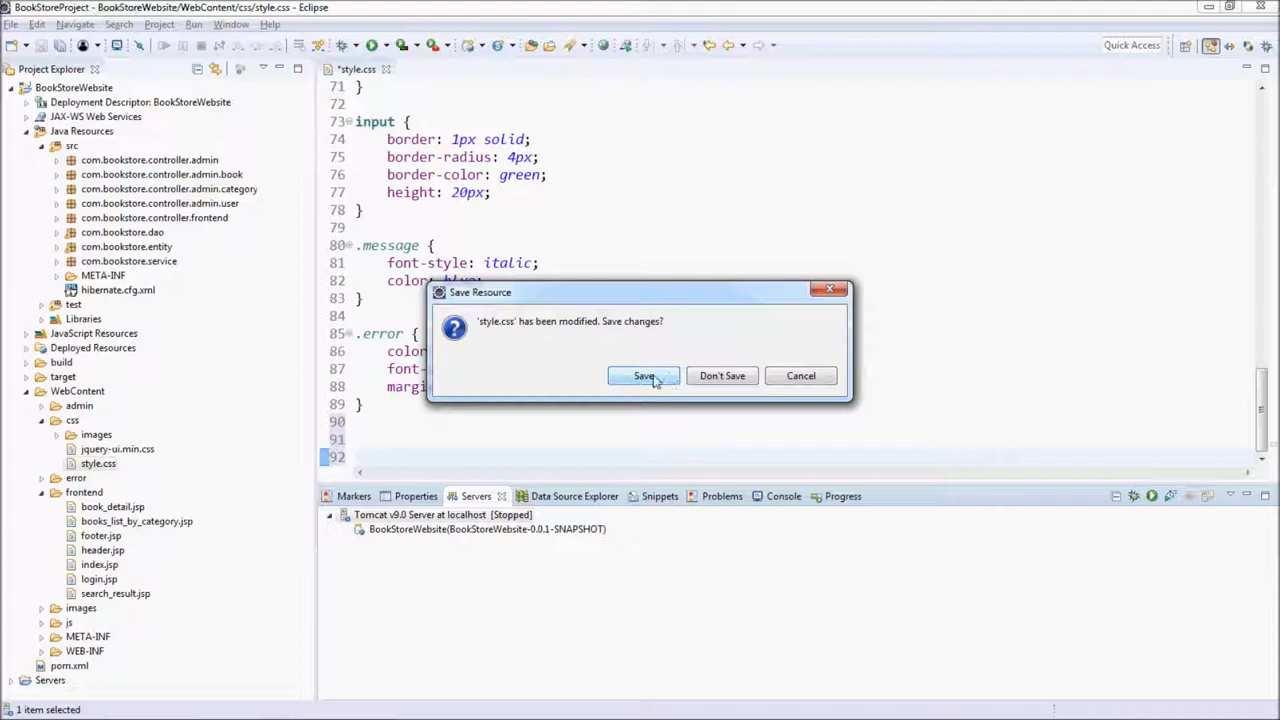 BookStoreProject - BookStoreWebsite/WebContent/css/style.css - Eclipse
File Edit Navigate Search Project Run Window Help
Quick Access
Project Explorer
BookStoreWebsite
Deployment Descriptor: BookStoreWebsite
JAX-WS Web Services
Java Resources
src
com.bookstore.controller.admin
com.bookstore.controller.admin.book
com.bookstore.controller.admin.category
com.bookstore.controller.admin.user
com.bookstore.controller.frontend
com.bookstore.dao
com.bookstore.entity
com.bookstore.service
META-INF
hibernate.cfg.xml
test
Libraries
JavaScript Resources
Deployed Resources
build
target
WebContent
admin
css
images
jquery-ui.min.css
style.css
error
frontend
book_detail.jsp
books_list_by_category.jsp
footer.jsp
header.jsp
index.jsp
login.jsp
search_result.jsp
images
js
META-INF
WEB-INF
pom.xml
Servers
*style.css
71 }
72
73 input {
74 border: 1px solid;
75 border-radius: 4px;
76 border-color: green;
77 height: 20px;
78 }
79
80 .message {
81 font-style: italic;
82 color: blue;
83 }
84
85 .error {
86 color
87 font-
88 margi
89 }
90
91
92
Save Resource
'style.css' has been modified. Save changes?
Save Don't Save Cancel
Markers Properties Servers Data Source Explorer Snippets Problems Console Progress
Tomcat v9.0 Server at localhost [Stopped]
BookStoreWebsite(BookStoreWebsite-0.0.1-SNAPSHOT)
1 item selected